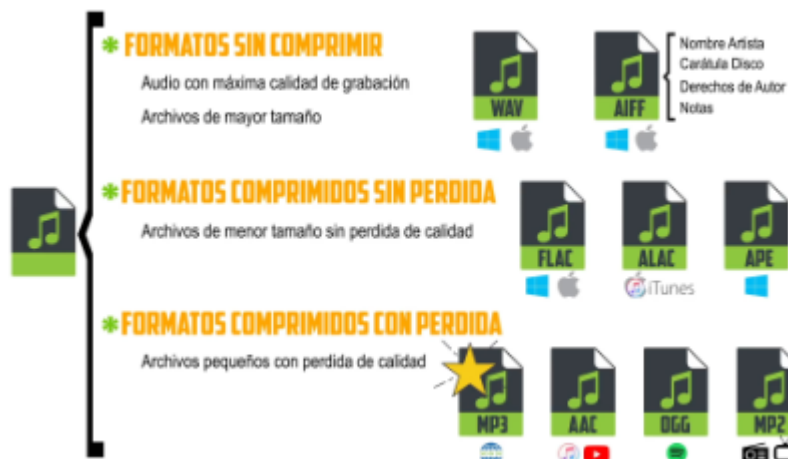 * FORMATOS SIN COMPRIMIR
Audio con máxima calidad de grabación
Archivos de mayor tamaño
WAV
AIFF
Nombre Artista
Carátula Disco
Derechos de Autor
Notas
* FORMATOS COMPRIMIDOS SIN PERDIDA
Archivos de menor tamaño sin perdida de calidad
FLAC
ALAC
APE
iTunes
* FORMATOS COMPRIMIDOS CON PERDIDA
Archivos pequeños con perdida de calidad
MP3
AAC
OGG
MP2